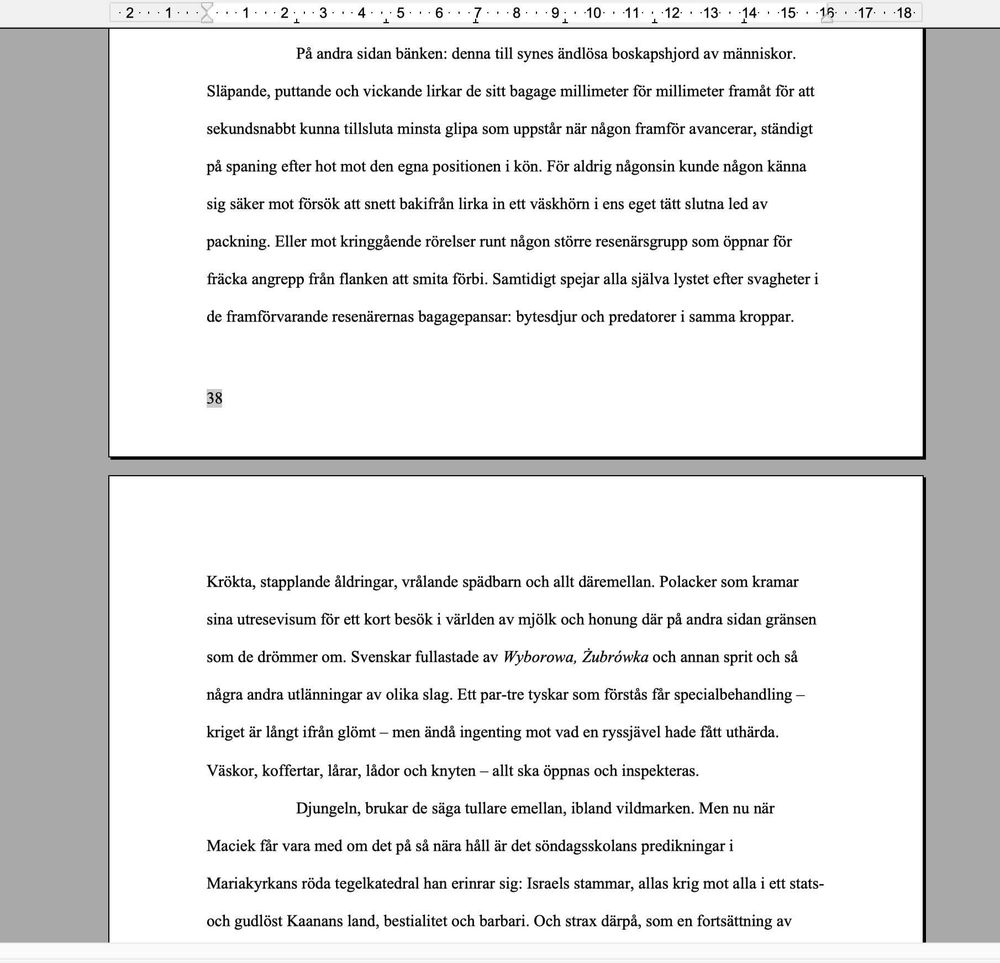 2 1 1 2 3 4 5 6 7 8 9 10 11 12 13 14 15 16 17 18
På andra sidan bänken: denna till synes ändlösa boskapshjord av människor.
Släpande, puttande och vickande lirkar de sitt bagage millimeter för millimeter framåt för att
sekundsnabbt kunna tillsluta minsta glipa som uppstår när någon framför avancerar, ständigt
på spaning efter hot mot den egna positionen i kön. För aldrig någonsin kunde någon känna
sig säker mot försök att snett bakifrån lirka in ett väskhörn i ens eget tätt slutna led av
packning. Eller mot kringgående rörelser runt någon större resenärsgrupp som öppnar för
fräcka angrepp från flanken att smita förbi. Samtidigt spejar alla själva lystet efter svagheter i
de framförvarande resenärernas bagagepansar: bytesdjur och predatorer i samma kroppar.
38
Krökta, stapplande åldringar, vrålande spädbarn och allt däremellan. Polacker som kramar
sina utresevisum för ett kort besök i världen av mjölk och honung där på andra sidan gränsen
som de drömmer om. Svenskar fullastade av Wyborowa, Żubrówka och annan sprit och så
några andra utlänningar av olika slag. Ett par-tre tyskar som förstås får specialbehandling –
kriget är långt ifrån glömt – men ändå ingenting mot vad en ryssjävel hade fått uthärda.
Väskor, koffertar, lårar, lådor och knyten – allt ska öppnas och inspekteras.
Djungeln, brukar de säga tullare emellan, ibland vildmarken. Men nu när
Maciek får vara med om det på så nära håll är det söndagsskolans predikningar i
Mariakyrkans röda tegelkatedral han erinrar sig: Israels stammar, allas krig mot alla i ett stats-
och gudlöst Kaanans land, bestialitet och barbari. Och strax därpå, som en fortsättning av